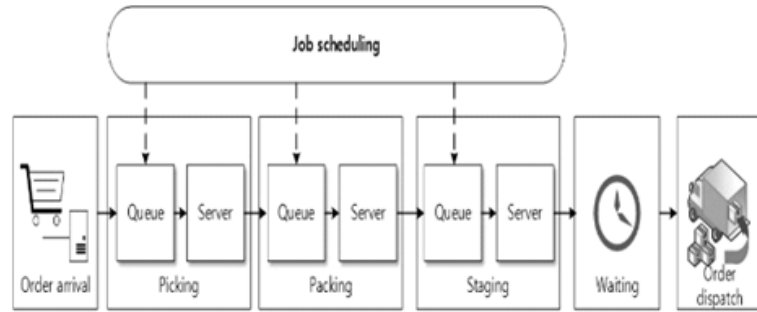 Job scheduling
Queue
Server
Queue
Server
Queue
Server
Order arrival
Picking
Packing
Staging
Waiting
Order
dispatch